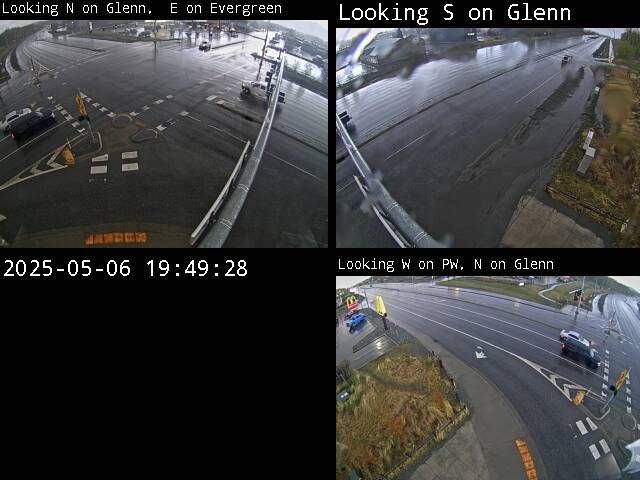 Looking N on Glenn,  E on Evergreen
Looking S on Glenn
2025-05-06 19:49:28
Looking W on PW, N on Glenn